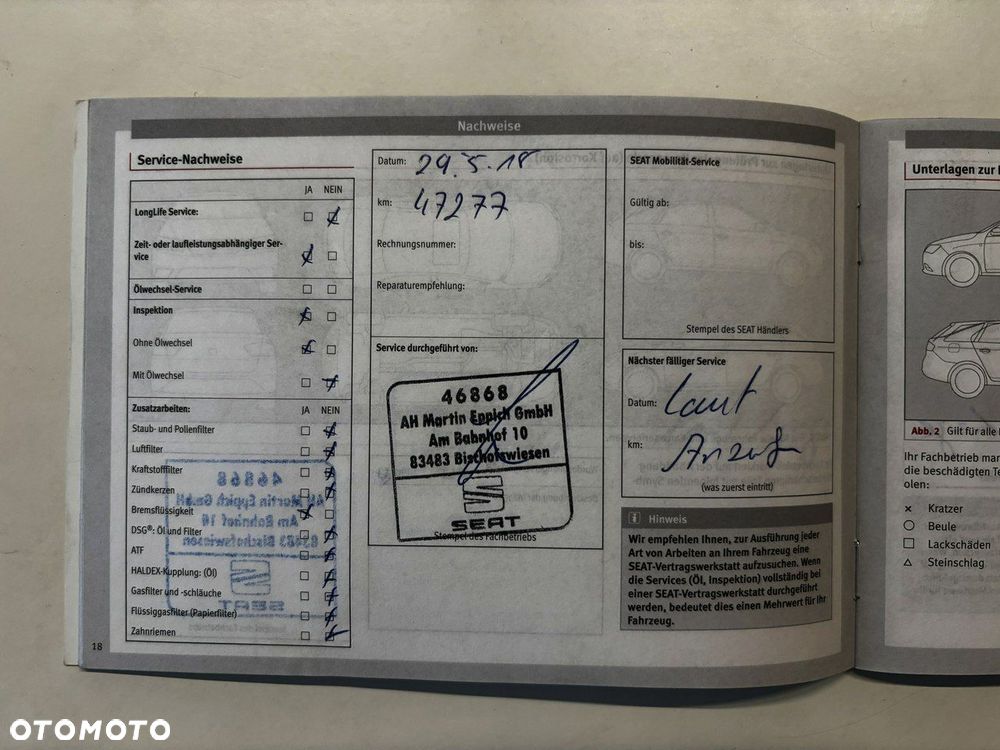 Nachweise
Service-Nachweise
JA NEIN
LongLife Service:
Zeit- oder laufleistungsabhängiger Ser-
vice
Ölwechsel-Service
Inspektion
Ohne Ölwechsel
Mit Ölwechsel
Zusatzarbeiten: JA NEIN
Staub- und Pollenfilter
Luftfilter
Kraftstofffilter
Zündkerzen
Bremsflüssigkeit
DSG®: Öl und Filter
ATF
HALDEX-Kupplung: (Öl)
Gasfilter und -schläuche
Flüssiggasfilter (Papierfilter)
Zahnriemen
18
Datum: 29.5.18
km: 47277
Rechnungsnummer:
Reparaturempfehlung:
Service durchgeführt von:
46868
AH Martin Eppich GmbH
Am Bahnhof 10
83483 Bischofswiesen
SEAT
Stempel des Fachbetriebs
SEAT Mobilität-Service
Gültig ab:
bis:
Stempel des SEAT Händlers
Nächster fälliger Service
Datum: Laut
km: Anzeige
(was zuerst eintritt)
Hinweis
Wir empfehlen Ihnen, zur Ausführung jeder
Art von Arbeiten an Ihrem Fahrzeug eine
SEAT-Vertragswerkstatt aufzusuchen. Wenn
die Services (Öl, Inspektion) vollständig bei
einer SEAT-Vertragswerkstatt durchgeführt
werden, bedeutet dies einen Mehrwert für Ihr
Fahrzeug.
Unterlagen zur
Abb. 2 Gilt für alle
Ihr Fachbetrieb mar
die beschädigten Te
olen:
Kratzer
Beule
Lackschäden
Steinschlag
OTOMOTO